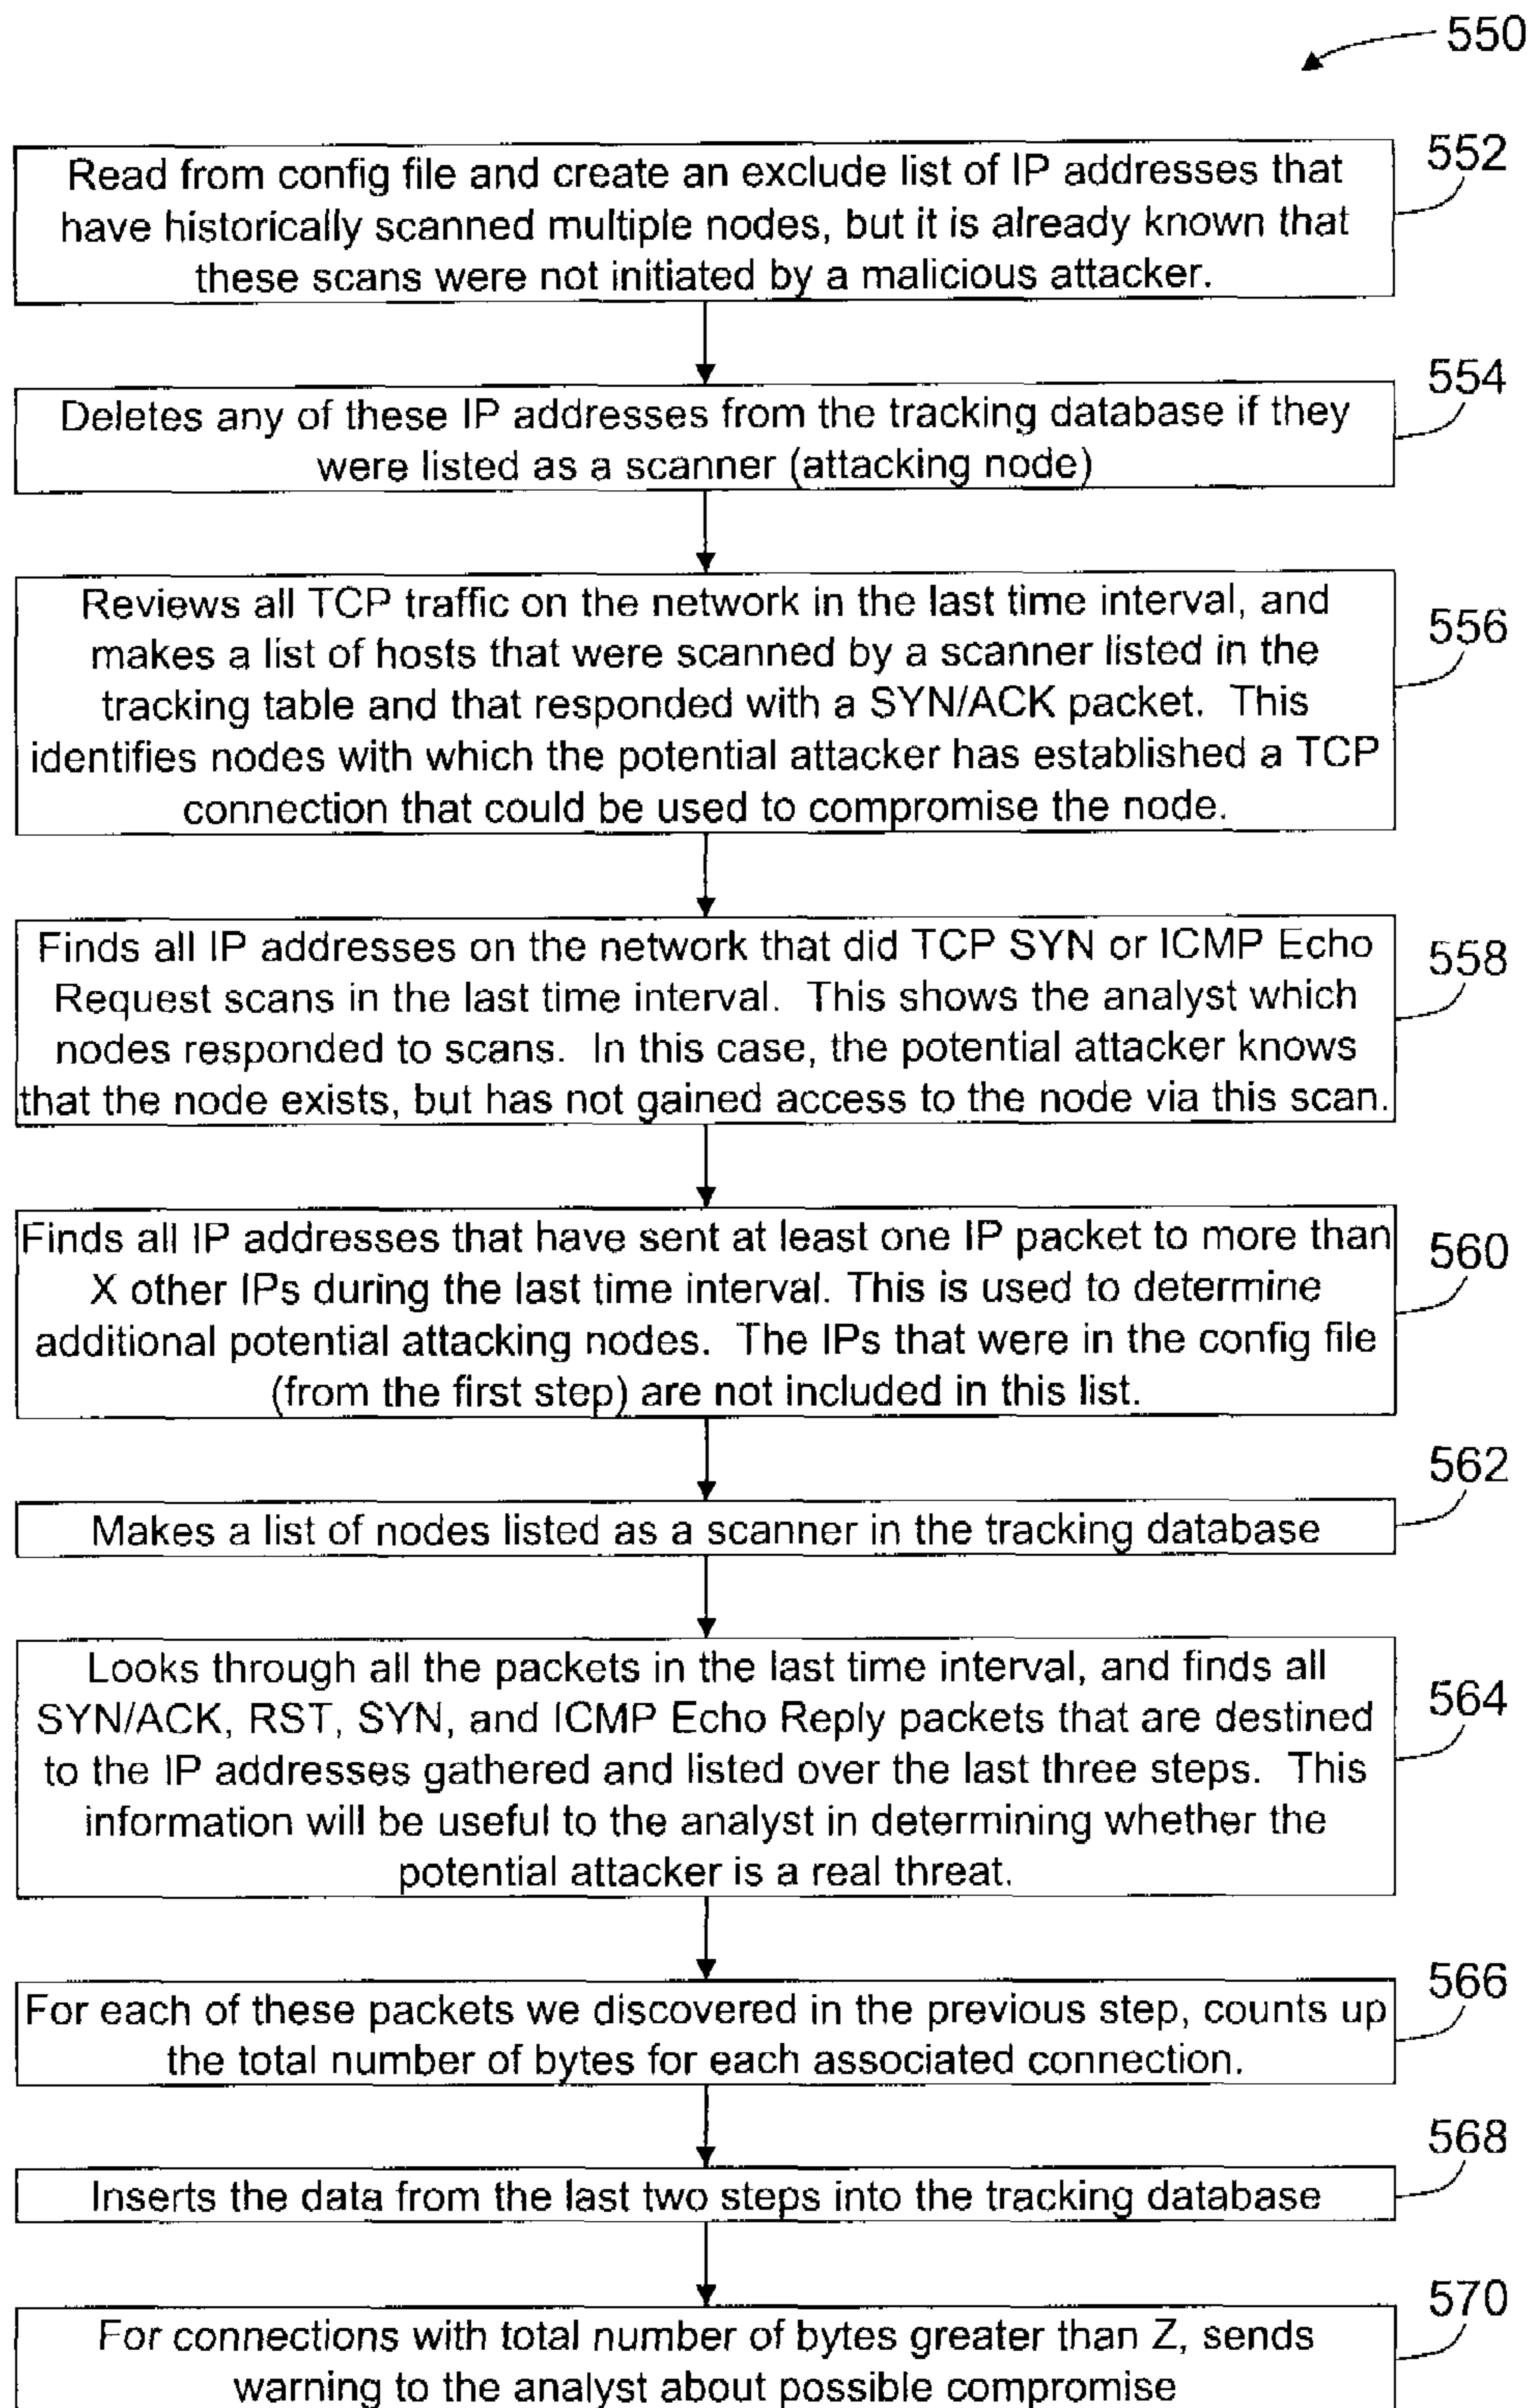 550
552
Read from config file and create an exclude list of IP addresses that
have historically scanned multiple nodes, but it is already known that
these scans were not initiated by a malicious attacker.
554
Deletes any of these IP addresses from the tracking database if they
were listed as a scanner (attacking node)
556
Reviews all TCP traffic on the network in the last time interval, and
makes a list of hosts that were scanned by a scanner listed in the
tracking table and that responded with a SYN/ACK packet. This
identifies nodes with which the potential attacker has established a TCP
connection that could be used to compromise the node.
558
Finds all IP addresses on the network that did TCP SYN or ICMP Echo
Request scans in the last time interval. This shows the analyst which
nodes responded to scans. In this case, the potential attacker knows
that the node exists, but has not gained access to the node via this scan.
560
Finds all IP addresses that have sent at least one IP packet to more than
X other IPs during the last time interval. This is used to determine
additional potential attacking nodes. The IPs that were in the config file
(from the first step) are not included in this list.
562
Makes a list of nodes listed as a scanner in the tracking database
564
Looks through all the packets in the last time interval, and finds all
SYN/ACK, RST, SYN, and ICMP Echo Reply packets that are destined
to the IP addresses gathered and listed over the last three steps. This
information will be useful to the analyst in determining whether the
potential attacker is a real threat.
566
For each of these packets we discovered in the previous step, counts up
the total number of bytes for each associated connection.
568
Inserts the data from the last two steps into the tracking database
570
For connections with total number of bytes greater than Z, sends
warning to the analyst about possible compromise